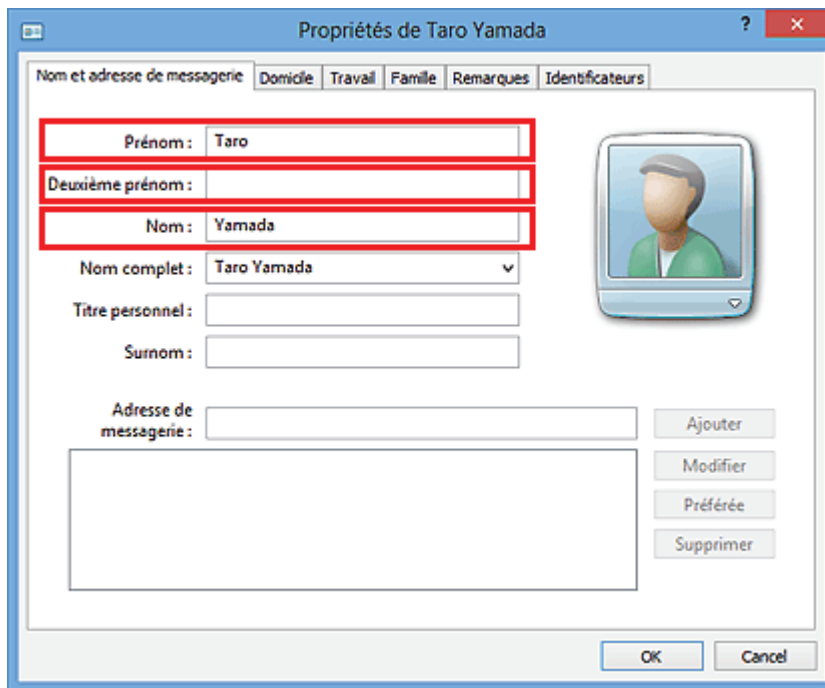 Propriétés de Taro Yamada
? ×
Nom et adresse de messagerie Domicile Travail Famille Remarques Identificateurs
Prénom : Taro
Deuxième prénom :
Nom : Yamada
Nom complet : Taro Yamada
Titre personnel :
Surnom :
Adresse de
messagerie :
Ajouter
Modifier
Préférée
Supprimer
OK Cancel